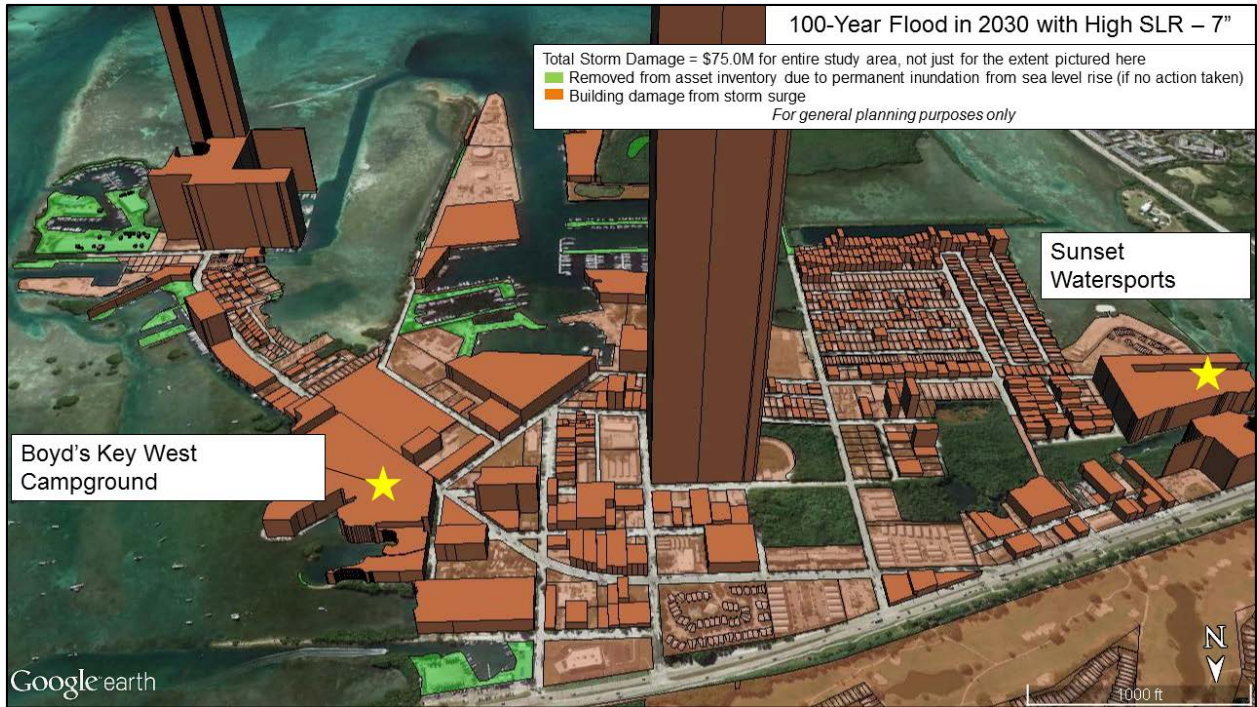 100-Year Flood in 2030 with High SLR – 7”
Total Storm Damage = $75.0M for entire study area, not just for the extent pictured here
Removed from asset inventory due to permanent inundation from sea level rise (if no action taken)
Building damage from storm surge
For general planning purposes only
Sunset
Watersports
Boyd’s Key West
Campground
N
Google earth
1000 ft